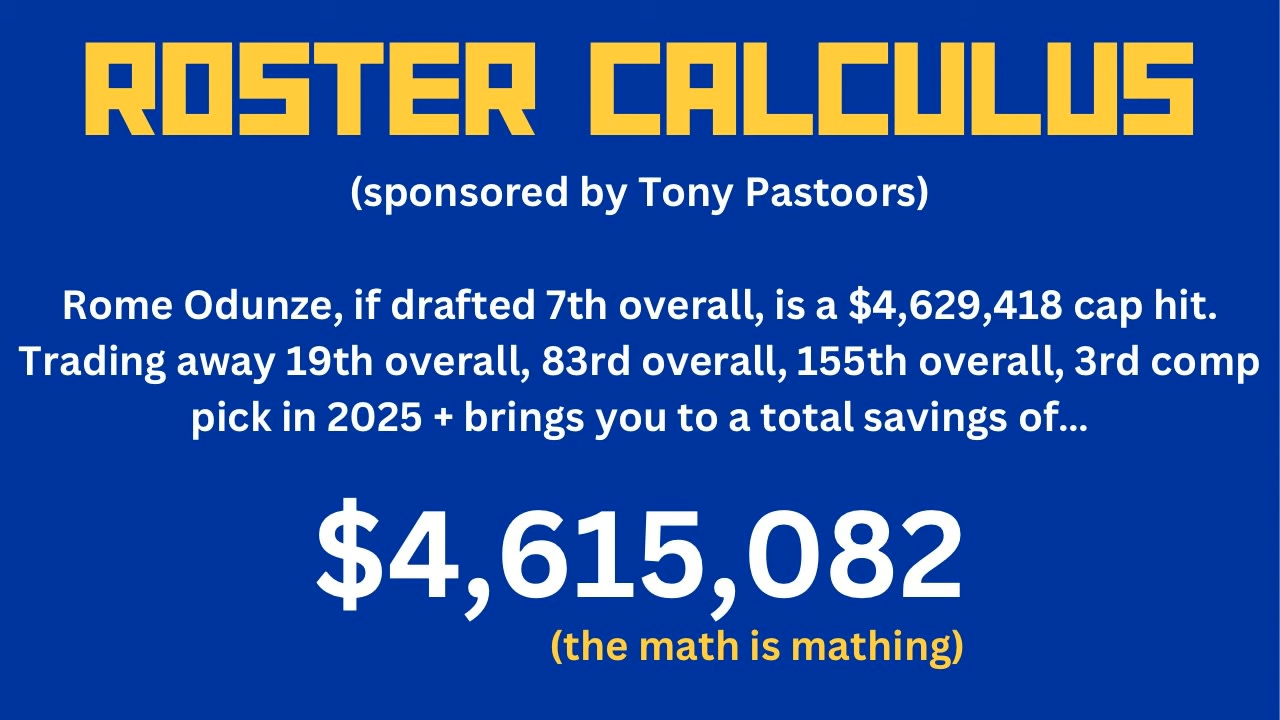 ROSTER CALCULUS
(sponsored by Tony Pastoors)
Rome Odunze, if drafted 7th overall, is a $4,629,418 cap hit.
Trading away 19th overall, 83rd overall, 155th overall, 3rd comp
pick in 2025 + brings you to a total savings of...
$4,615,082
(the math is mathing)